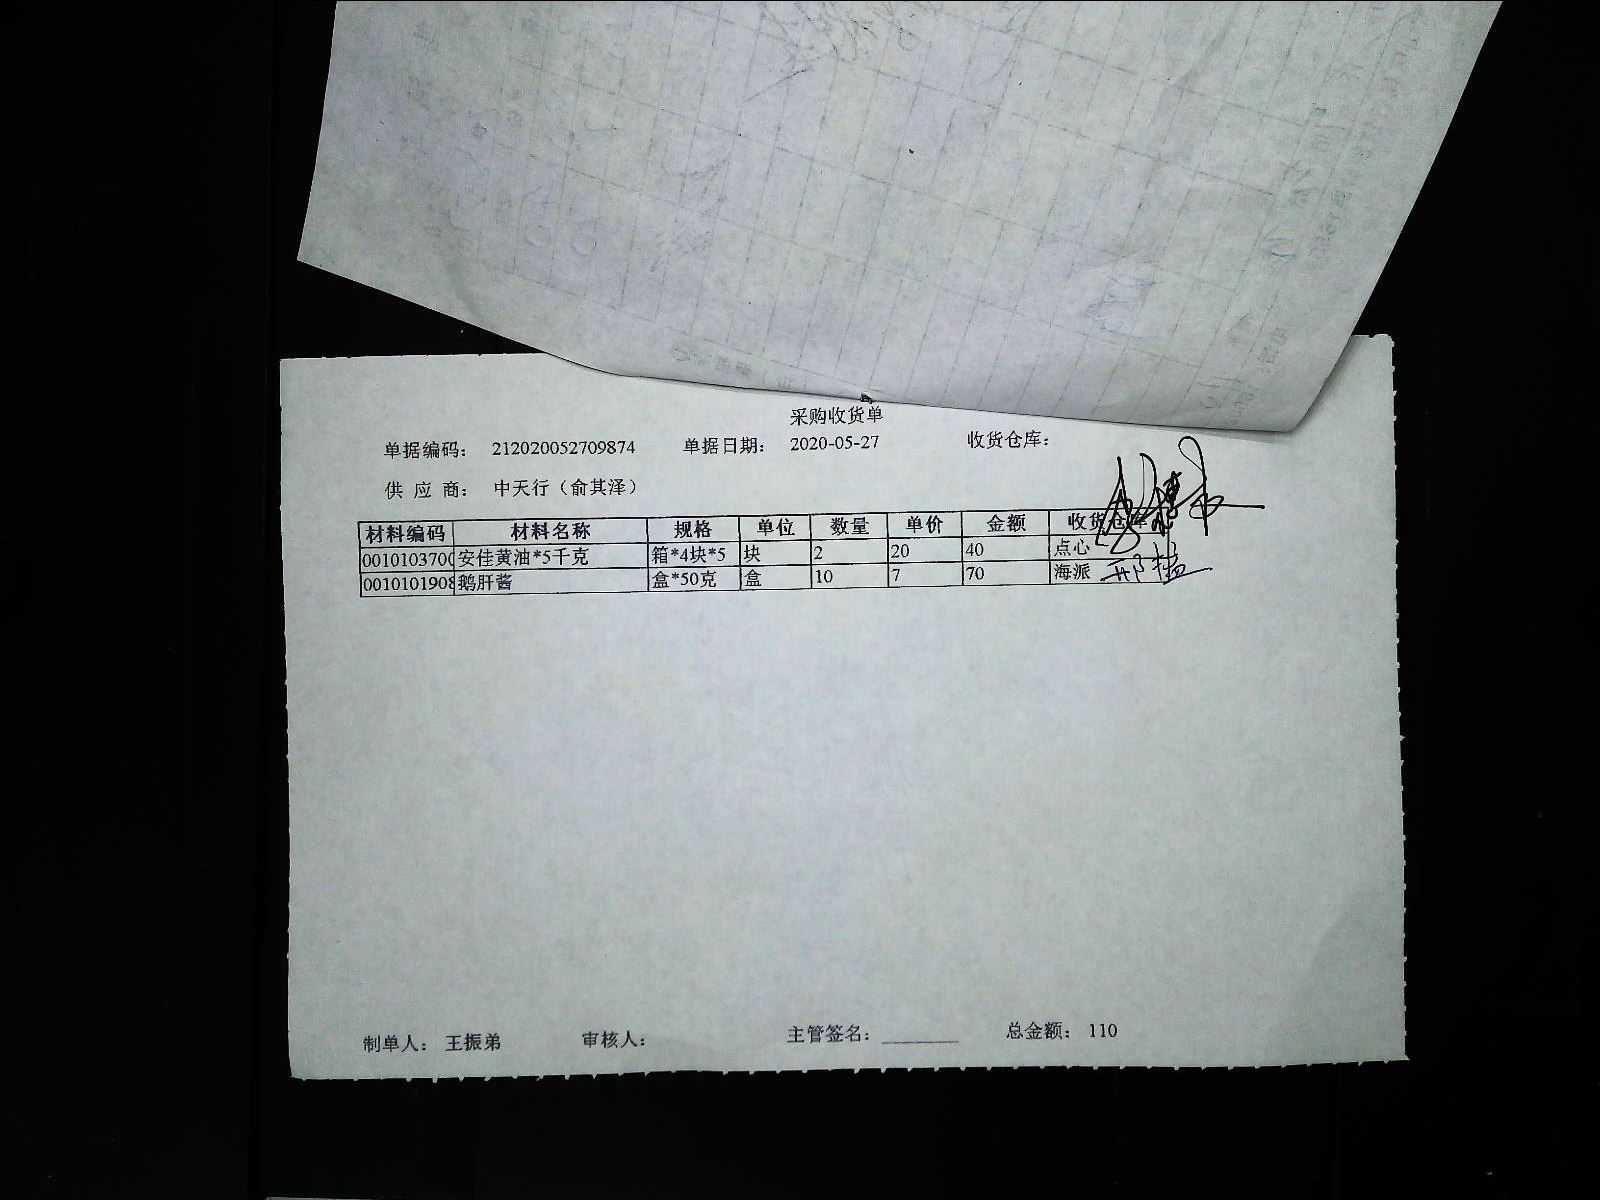 采购收货单
单据编码： 212020052709874 单据日期： 2020-05-27 收货仓库：
供 应 商： 中天行（俞其泽）
材料编码 材料名称 规格 单位 数量 单价 金额 收货仓库
001010370 安佳黄油*5千克 箱*4块*5 块 2 20 40 点心
001010190 鹅肝酱 盒*50克 盒 10 7 70 海派
制单人： 王振弟 审核人： 主管签名： 总金额： 110